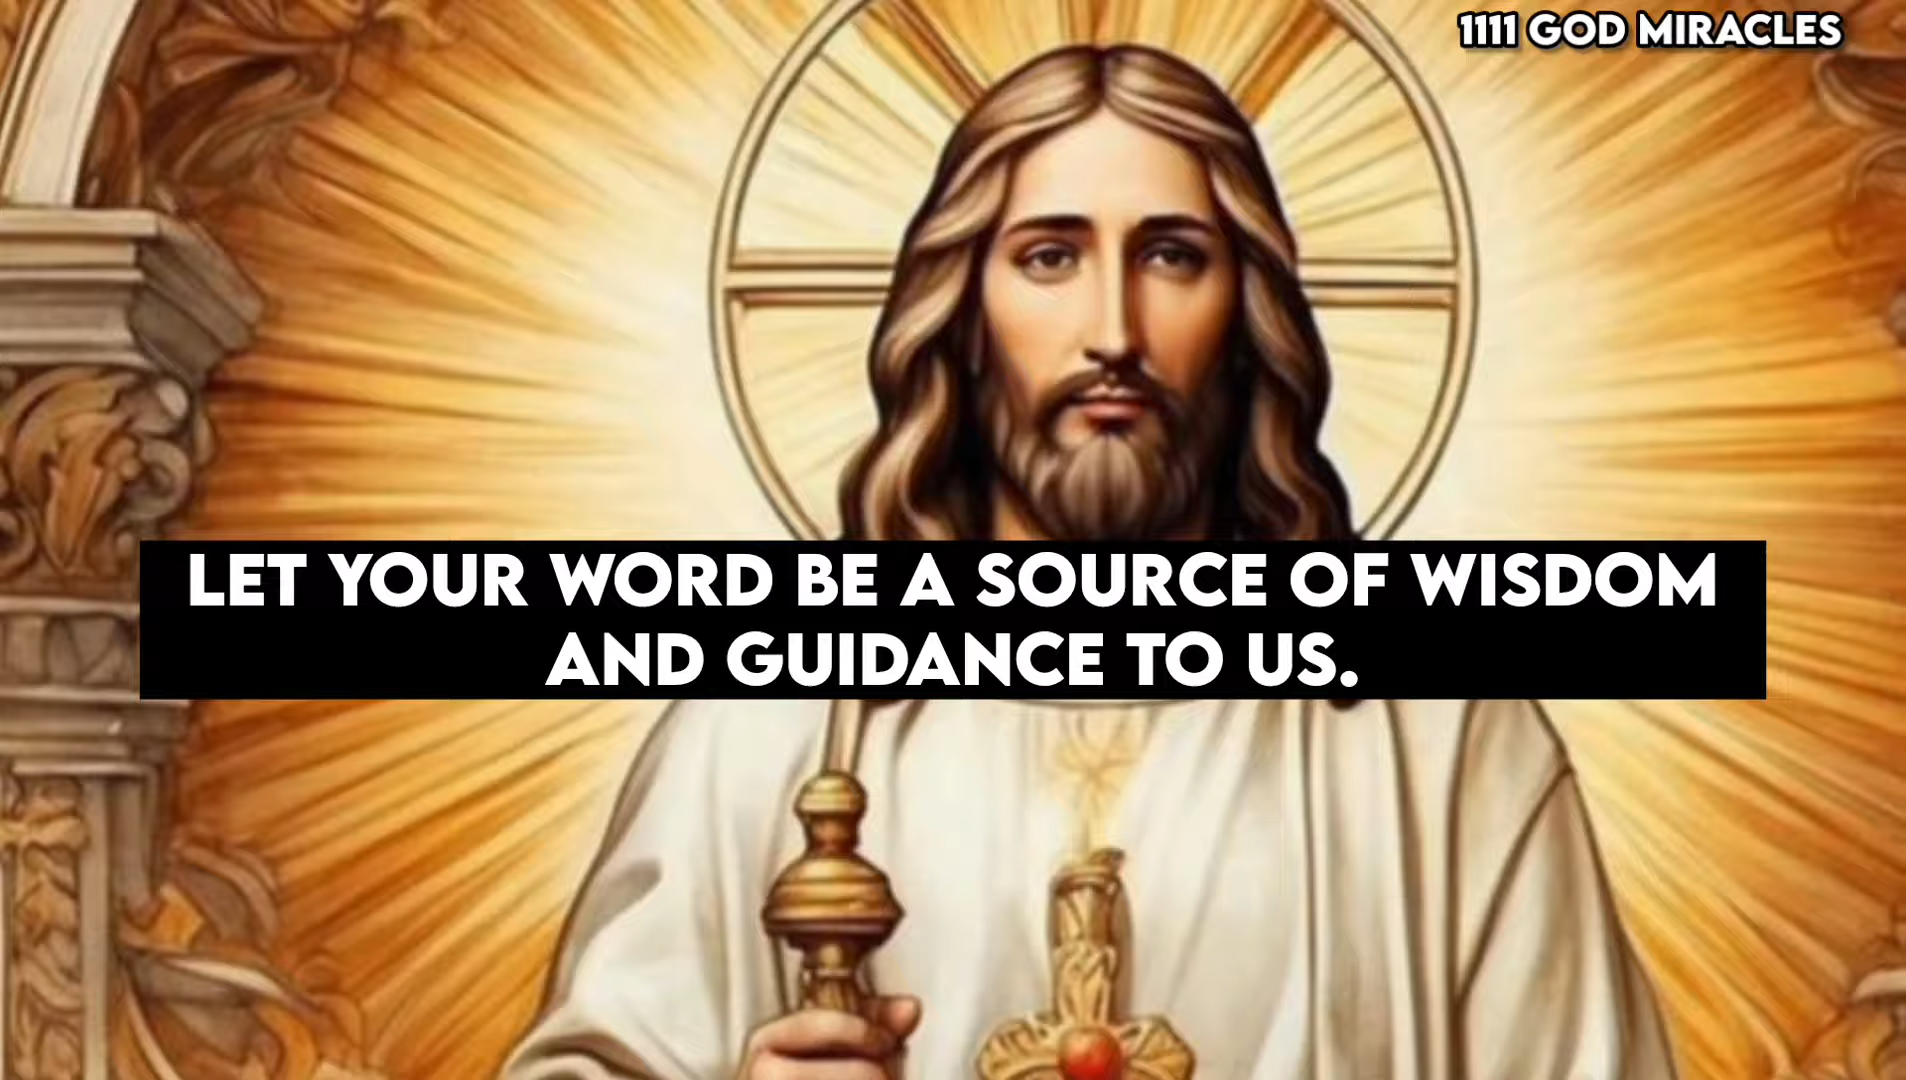 1111 GOD MIRACLES
LET YOUR WORD BE A SOURCE OF WISDOM
AND GUIDANCE TO US.